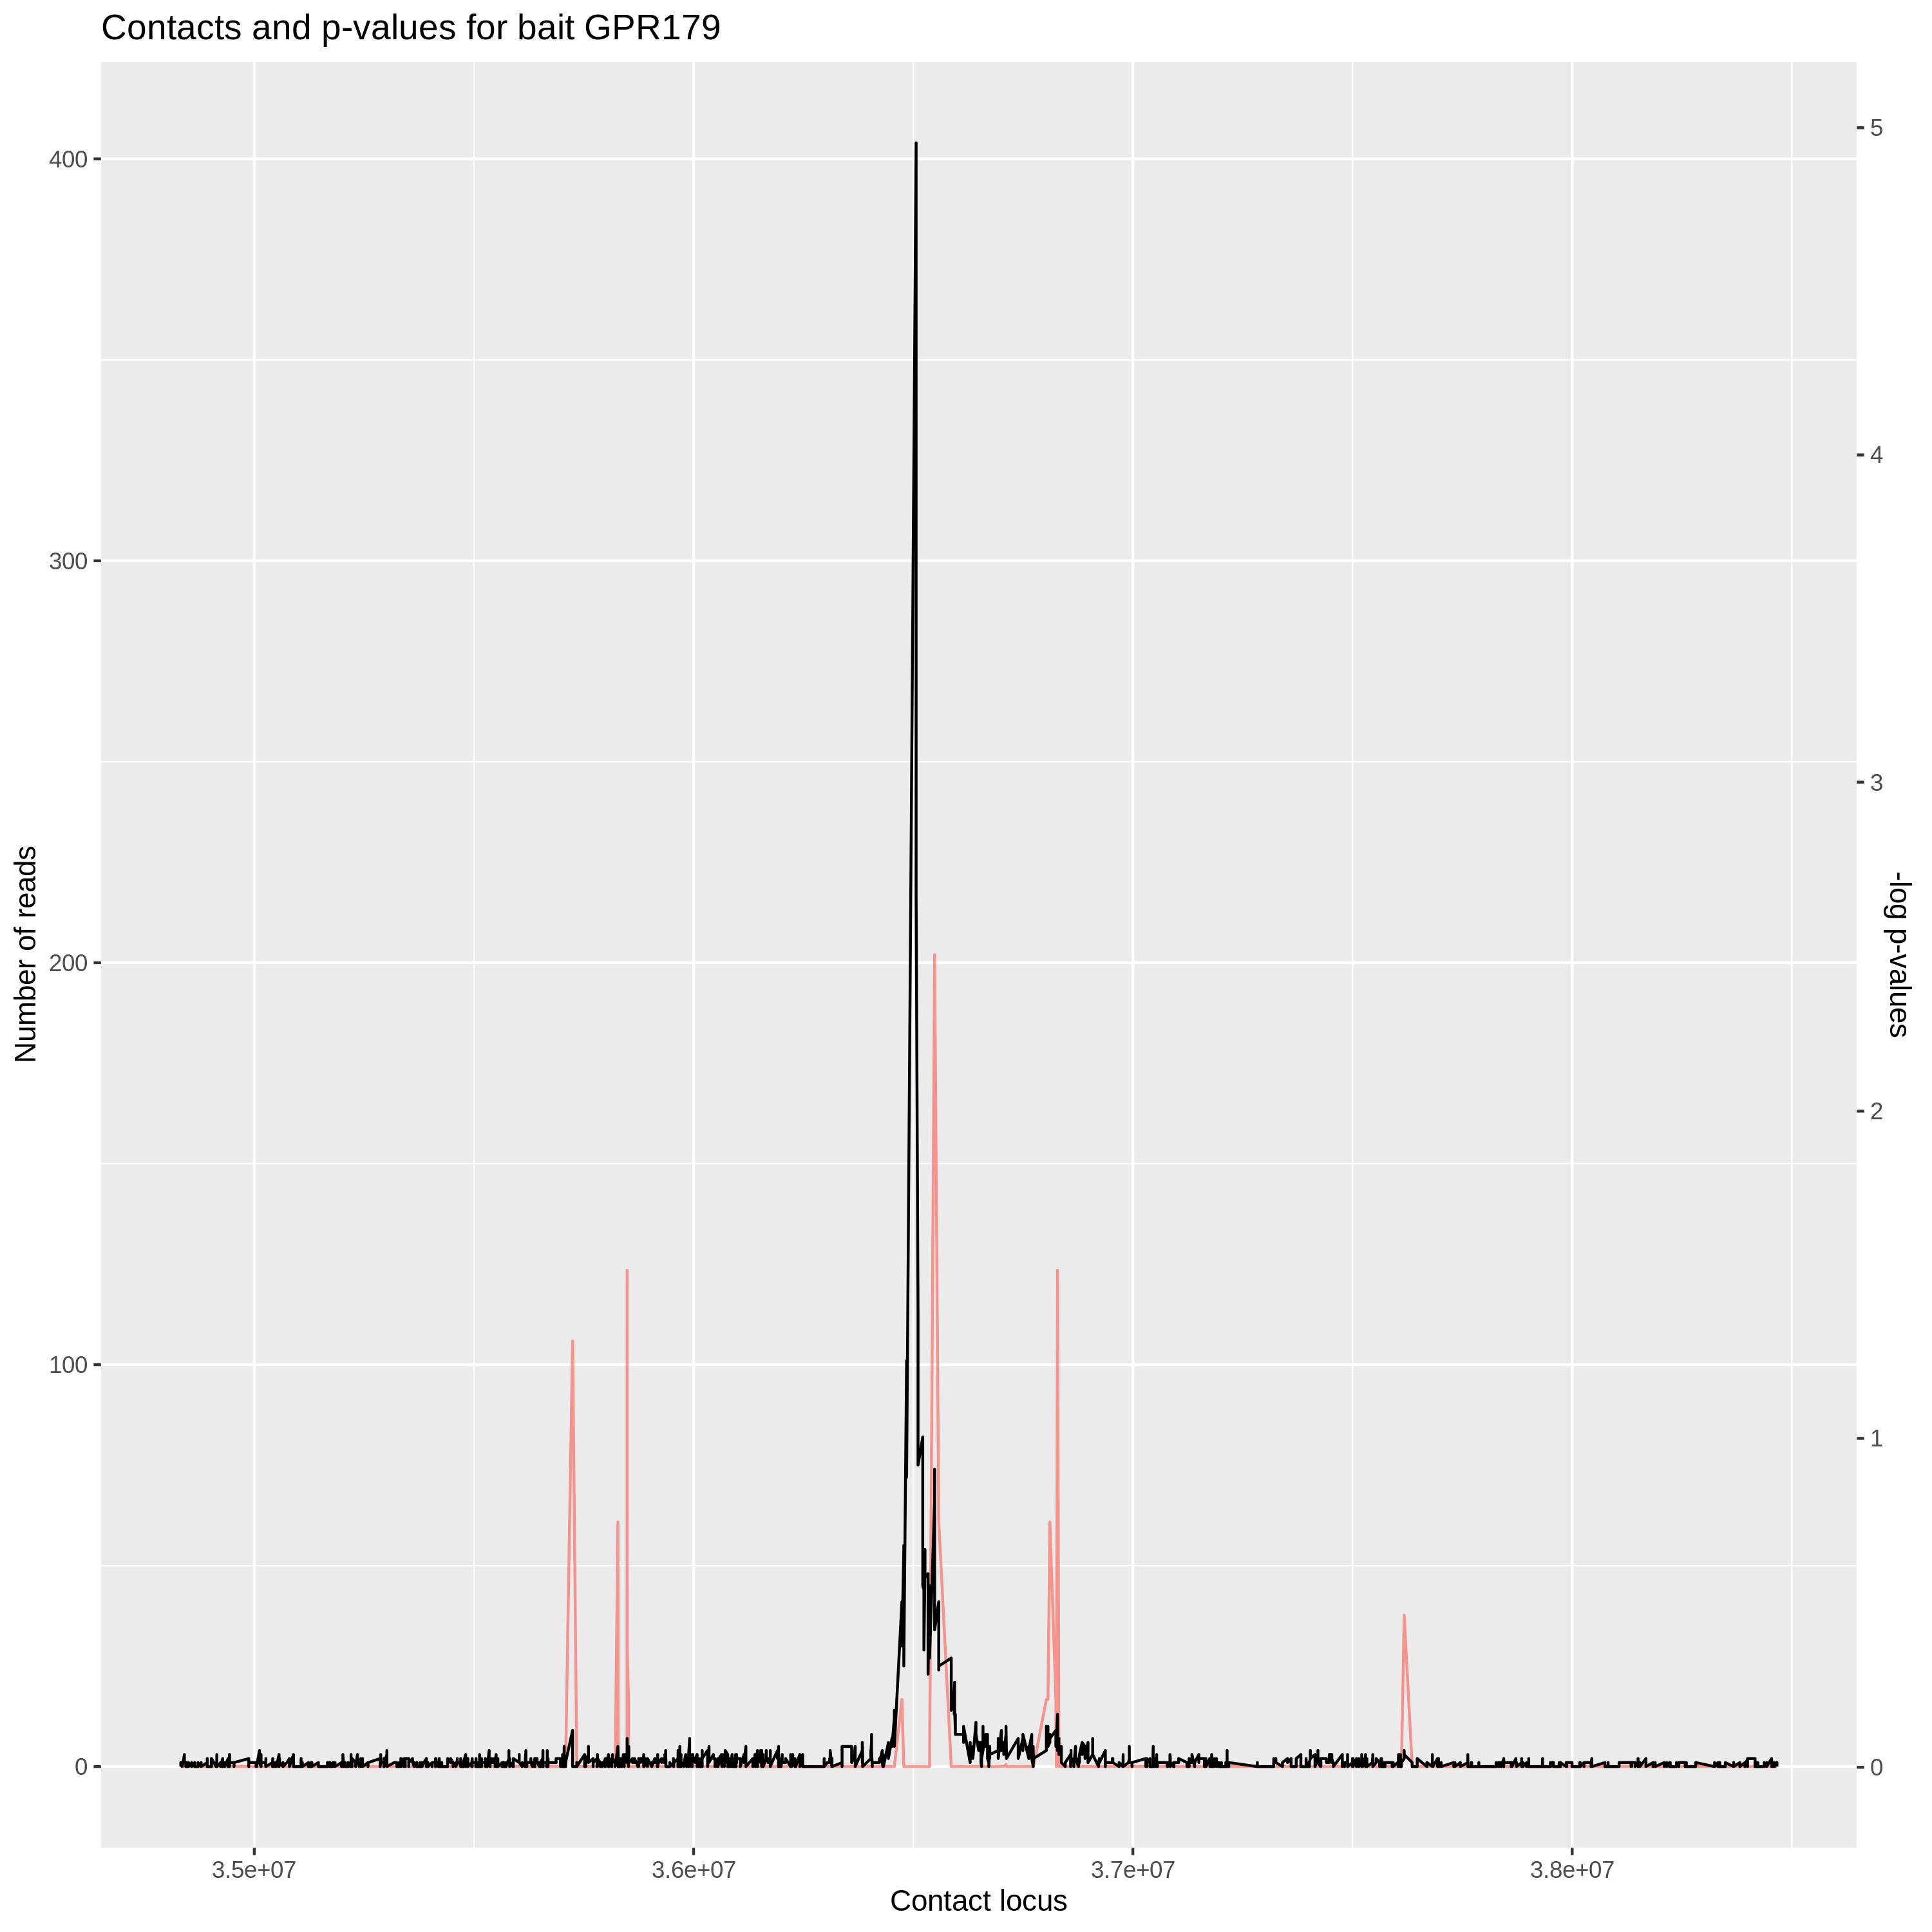 Contacts and p-values for bait GPR179
Number of reads
400
300
200
100
0
5
4
3
2
1
0
-log p-values
3.5e+07
3.6e+07
3.7e+07
3.8e+07
Contact locus